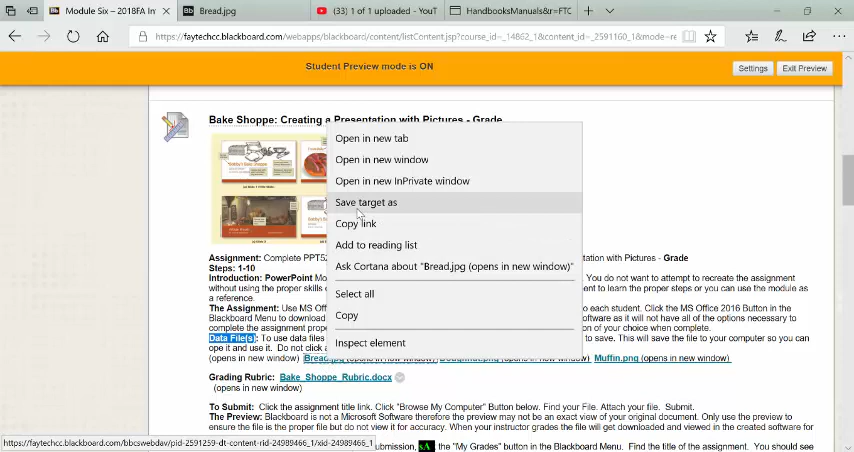 Module Six – 2018FA In
Bread.jpg
(33) 1 of 1 uploaded - YouT
HandbooksManuals&r=FTC
https://faytechcc.blackboard.com/webapps/blackboard/content/listContent.jsp?course_id=_14862_1&content_id=_2591160_1&mode=re
Student Preview mode is ON
Settings
Exit Preview
Bake Shoppe: Creating a Presentation with Pictures - Grade
Open in new tab
Open in new window
Open in new InPrivate window
Save target as
Copy link
Add to reading list
Ask Cortana about "Bread.jpg (opens in new window)"
Select all
Copy
Inspect element
Assignment: Complete PPT52
tation with Pictures - Grade
Steps: 1-10
Introduction: PowerPoint Mo
. You do not want to attempt to recreate the assignment
without using the proper skills
ent to learn the proper steps or you can use the module as
a reference.
The Assignment: Use MS Off
o each student. Click the MS Office 2016 Button in the
Blackboard Menu to download
oftware as it will not have all of the options necessary to
complete the assignment prop
on of your choice when complete.
Data File(s): To use data files
to save. This will save the file to your computer so you can
ope it and use it. Do not click a
(opens in new window) Bread.jpg (opens in new window) Doughnut.png (opens in new window) Muffin.png (opens in new window)
Grading Rubric: Bake_Shoppe_Rubric.docx
(opens in new window)
To Submit: Click the assignment title link. Click "Browse My Computer" Button below. Find your File. Attach your file. Submit.
The Preview: Blackboard is not a Microsoft Software therefore the preview may not be an exact view of your original document. Only use the preview to
ensure the file is the proper file but do not view it for accuracy. When your instructor grades the file will get downloaded and viewed in the created software for
https://faytechcc.blackboard.com/bbcswebdav/pid-2591259-dt-content-rid-24989466_1/xid-24989466_1
submission, sA the "My Grades" button in the Blackboard Menu. Find the title of the assignment. You should see